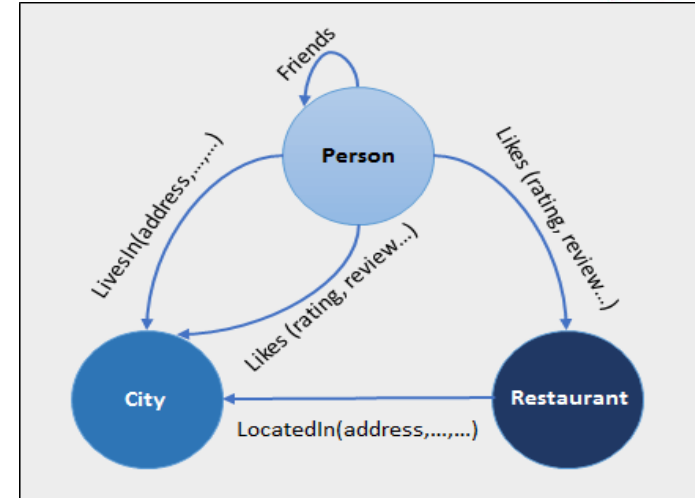 Friends
Person
LivesIn(address,...,...)
Likes (rating, review...)
Likes (rating, review...)
City
Restaurant
LocatedIn(address,...,...)